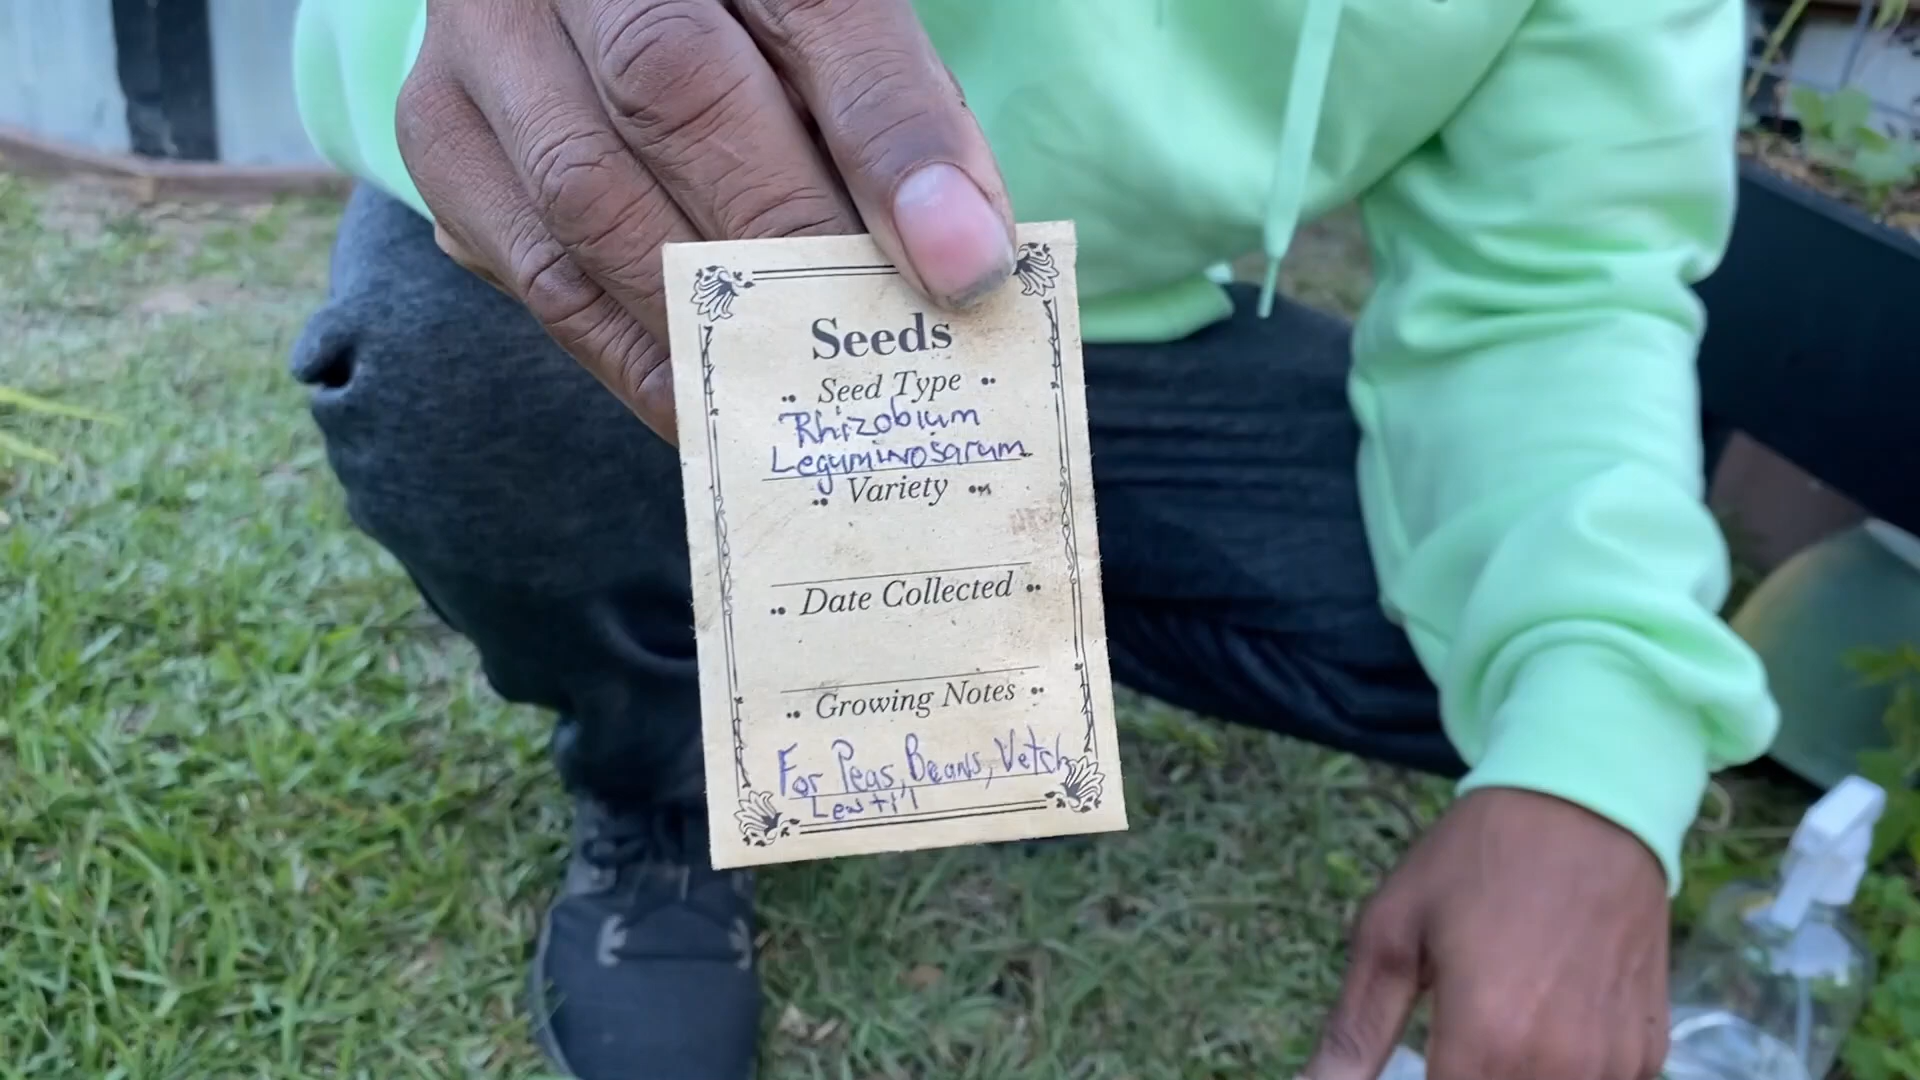 Seeds
Seed Type
Rhizobium
Leguminosarum
Variety
Date Collected
Growing Notes
For Peas, Beans, Vetch
Lentil